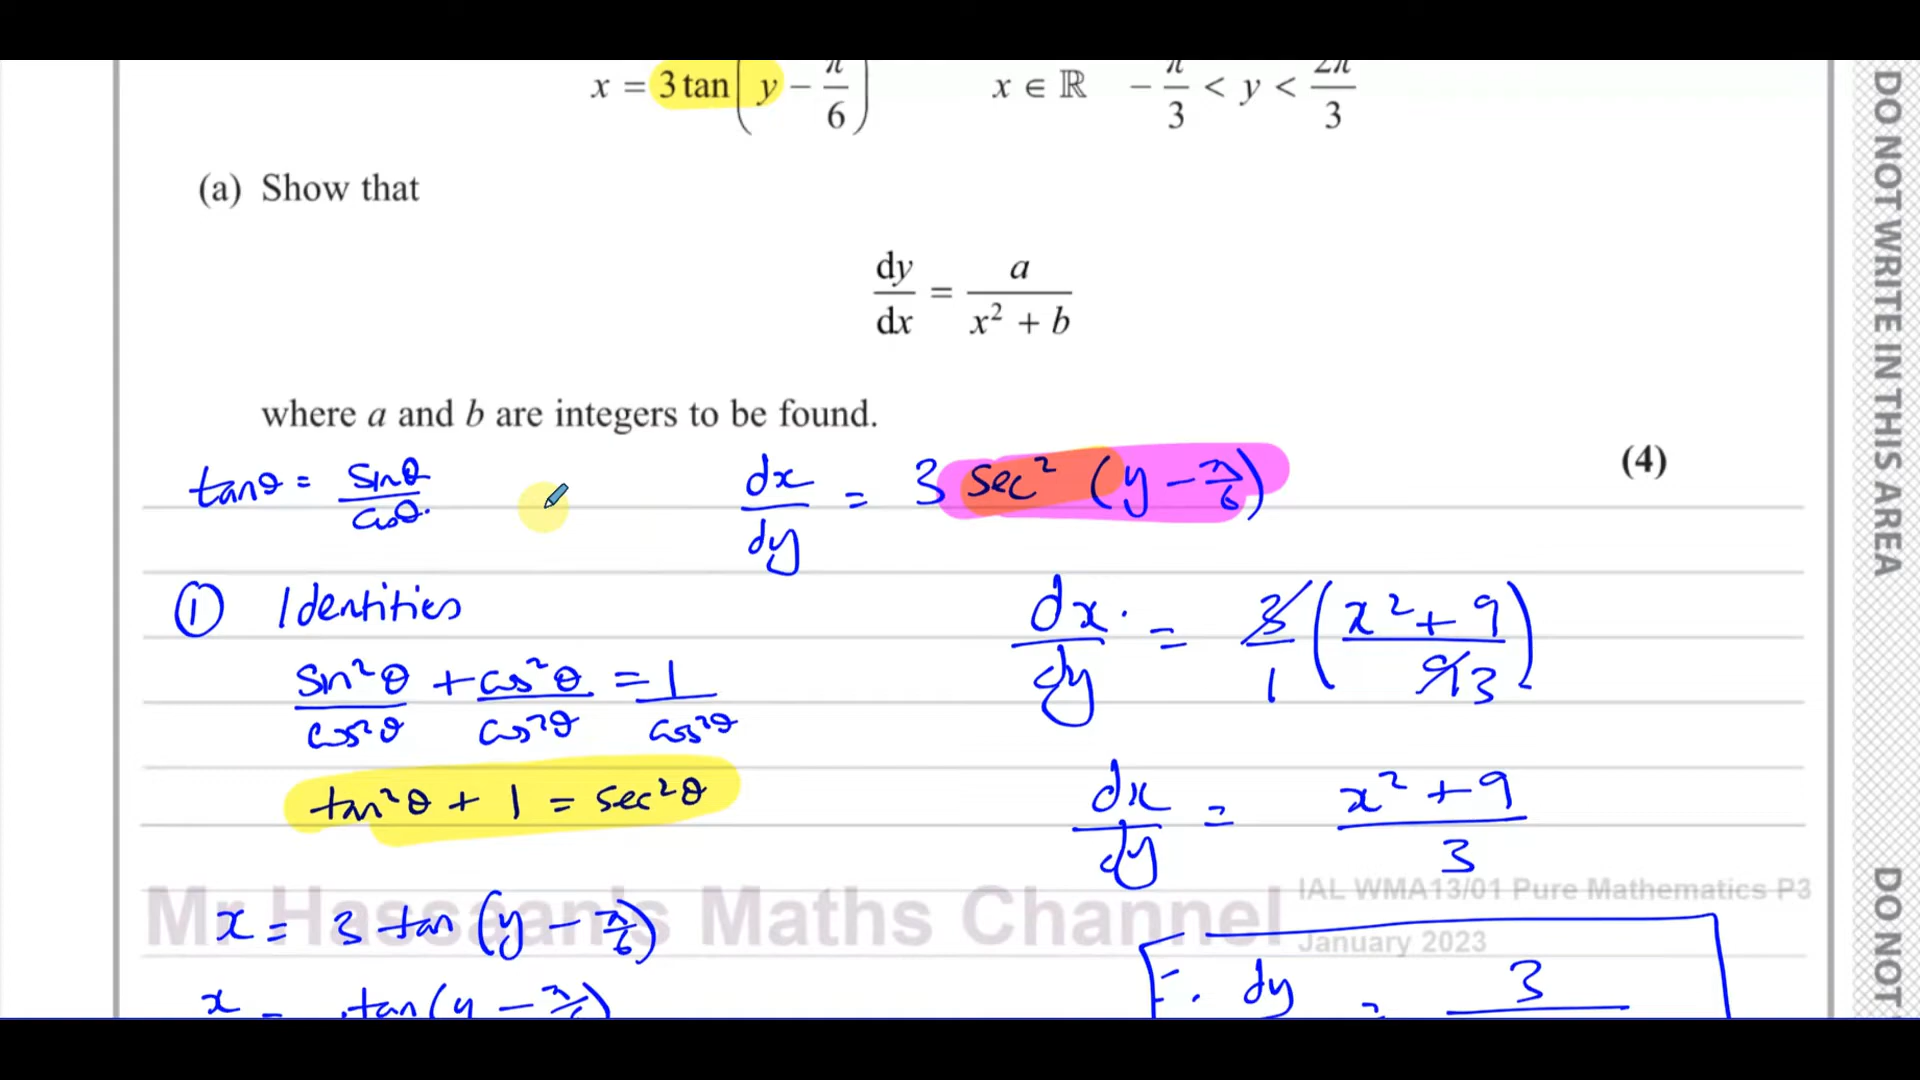 x = 3 tan(y − π/6)    x ∈ ℝ    −π/3 < y < 2π/3
(a) Show that
dy/dx = a/(x² + b)
where a and b are integers to be found.
(4)
tanθ = sinθ/cosθ.
dx/dy = 3 sec²(y − π/6)
① Identities
sin²θ/cos²θ + cos²θ/cos²θ = 1/cos²θ
tan²θ + 1 = sec²θ
x = 3 tan(y − π/6)
x = tan(y − π/6)
dx/dy = 3/1 (x² + 9/9 3)
dx/dy = (x² + 9)/3
dy = 3
Mr Hassaan's Maths Channel
IAL WMA13/01 Pure Mathematics P3
January 2023
DO NOT WRITE IN THIS AREA
DO NOT